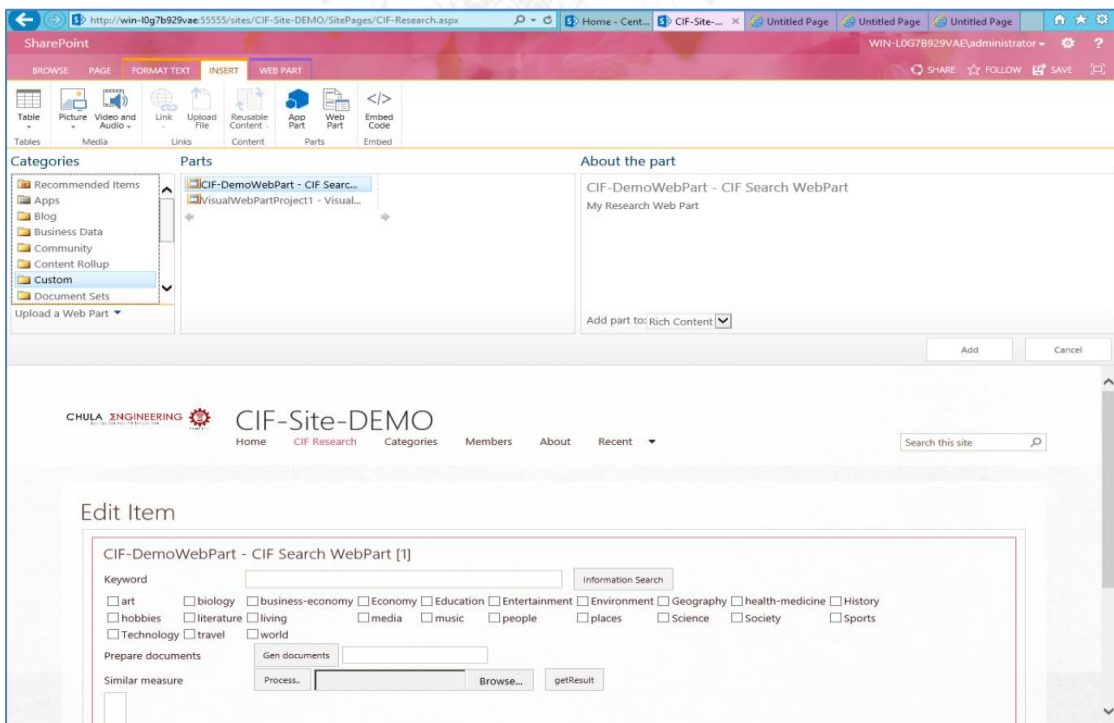 http://win-l0g7b929vae:55555/sites/CIF-Site-DEMO/SitePages/CIF-Research.aspx
Home - Cent...
CIF-Site-...
Untitled Page
Untitled Page
Untitled Page
SharePoint
WIN-L0G7B929VAE\administrator
BROWSE PAGE FORMAT TEXT INSERT WEB PART
SHARE FOLLOW SAVE
Table
Picture
Video and Audio
Link
Upload File
Reusable Content
App Part
Web Part
Embed Code
Tables Media Links Content Parts Embed
Categories
Recommended Items
Apps
Blog
Business Data
Community
Content Rollup
Custom
Document Sets
Upload a Web Part
Parts
CIF-DemoWebPart - CIF Searc...
VisualWebPartProject1 - Visual...
About the part
CIF-DemoWebPart - CIF Search WebPart
My Research Web Part
Add part to: Rich Content
Add Cancel
CHULA ΣNGINEERING
CIF-Site-DEMO
Home CIF Research Categories Members About Recent
Search this site
Edit Item
CIF-DemoWebPart - CIF Search WebPart [1]
Keyword Information Search
art biology business-economy Economy Education Entertainment Environment Geography health-medicine History
hobbies literature living media music people places Science Society Sports
Technology travel world
Prepare documents Gen documents
Similar measure Process.. Browse... getResult